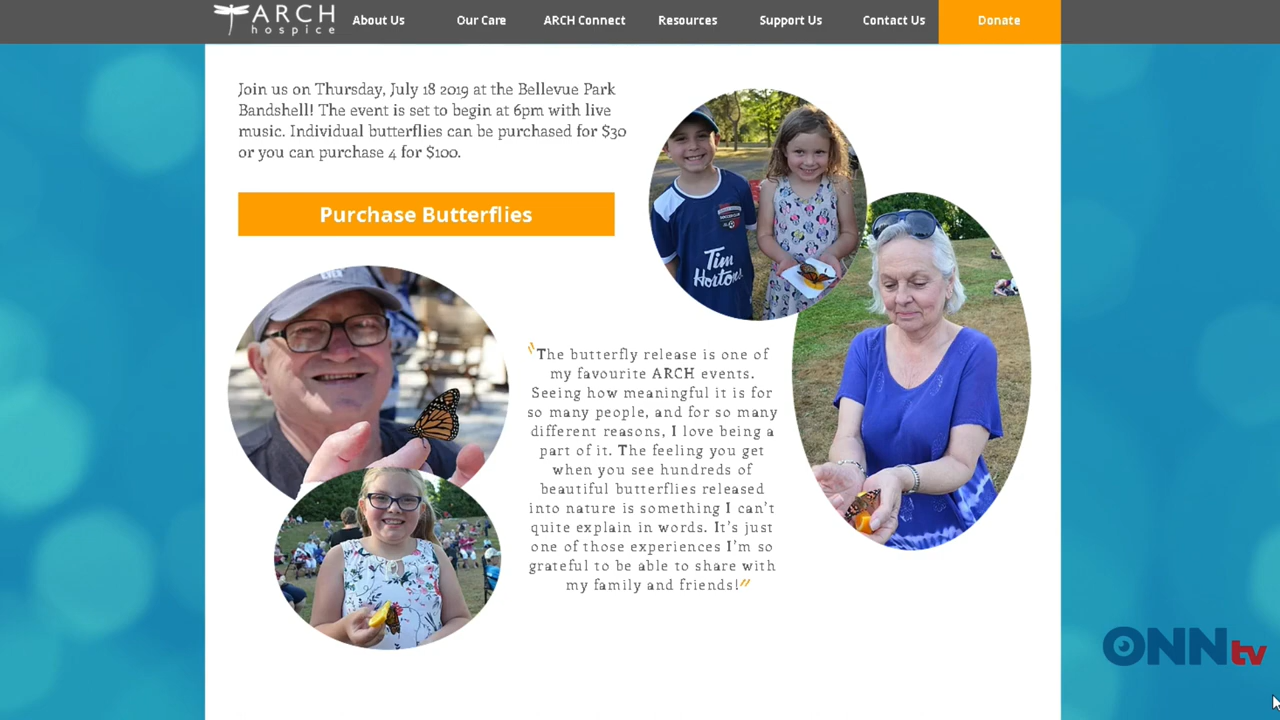 ARCH
hospice
About Us
Our Care
ARCH Connect
Resources
Support Us
Contact Us
Donate
Join us on Thursday, July 18 2019 at the Bellevue Park
Bandshell! The event is set to begin at 6pm with live
music. Individual butterflies can be purchased for $30
or you can purchase 4 for $100.
Purchase Butterflies
Tim
Hortons
"The butterfly release is one of
my favourite ARCH events.
Seeing how meaningful it is for
so many people, and for so many
different reasons, I love being a
part of it. The feeling you get
when you see hundreds of
beautiful butterflies released
into nature is something I can't
quite explain in words. It's just
one of those experiences I'm so
grateful to be able to share with
my family and friends!"
ONNtv